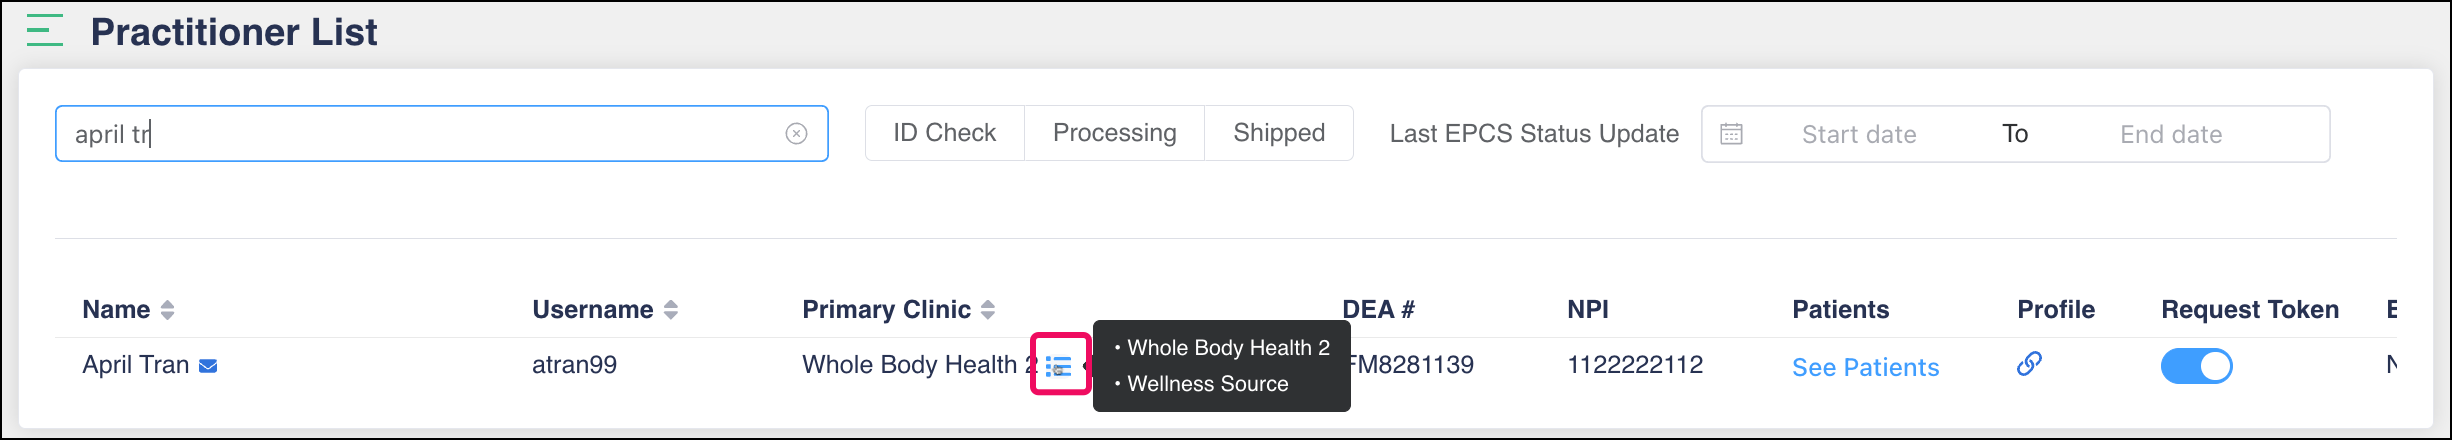 Practitioner List
april tr
ID Check Processing Shipped Last EPCS Status Update Start date To End date
Name Username Primary Clinic DEA # NPI Patients Profile Request Token
April Tran atran99 Whole Body Health 2 FM8281139 1122222112 See Patients
• Whole Body Health 2
• Wellness Source